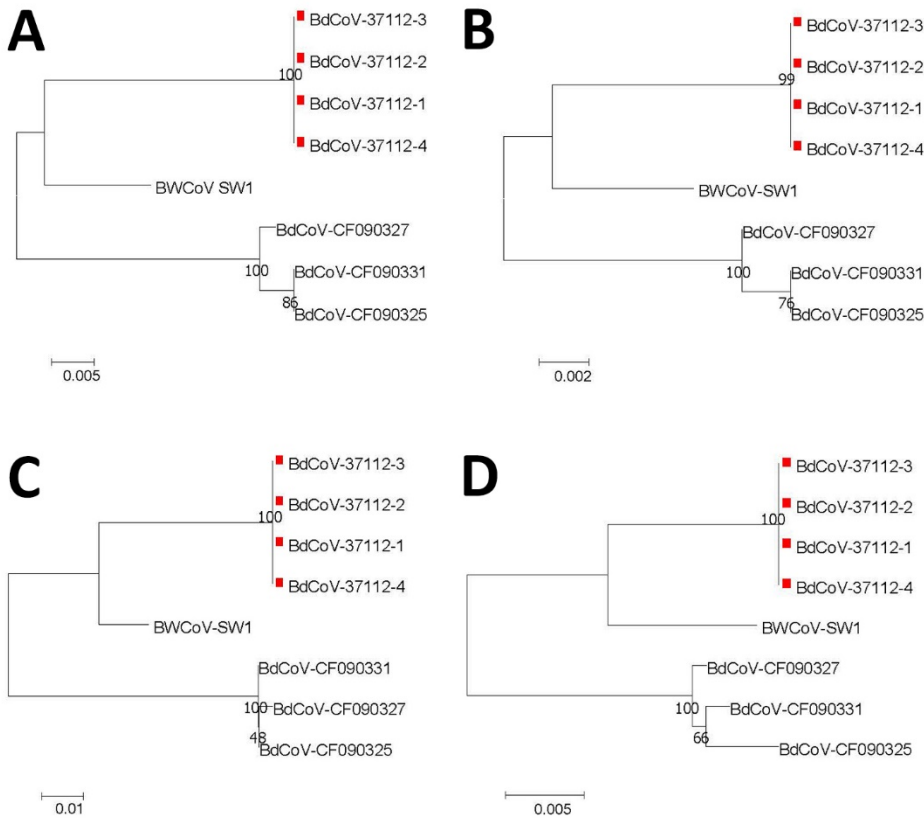 A
BdCoV-37112-3
BdCoV-37112-2
100
BdCoV-37112-1
BdCoV-37112-4
BWCoV SW1
BdCoV-CF090327
100
BdCoV-CF090331
86
BdCoV-CF090325
0.005
B
BdCoV-37112-3
BdCoV-37112-2
99
BdCoV-37112-1
BdCoV-37112-4
BWCoV-SW1
BdCoV-CF090327
100
BdCoV-CF090331
76
BdCoV-CF090325
0.002
C
BdCoV-37112-3
BdCoV-37112-2
100
BdCoV-37112-1
BdCoV-37112-4
BWCoV-SW1
BdCoV-CF090331
100
BdCoV-CF090327
48
BdCoV-CF090325
0.01
D
BdCoV-37112-3
BdCoV-37112-2
100
BdCoV-37112-1
BdCoV-37112-4
BWCoV-SW1
BdCoV-CF090327
100
BdCoV-CF090331
66
BdCoV-CF090325
0.005